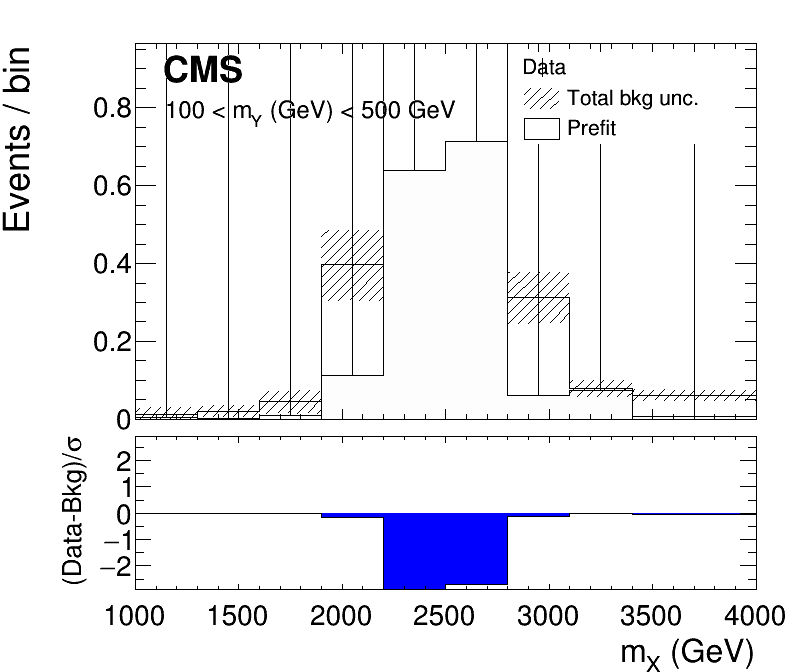 CMS
100 < mY (GeV) < 500 GeV
Data
Total bkg unc.
Prefit
Events / bin
0.8
0.6
0.4
0.2
0
(Data-Bkg)/σ
2
1
0
−1
−2
1000 1500 2000 2500 3000 3500 4000
mX (GeV)